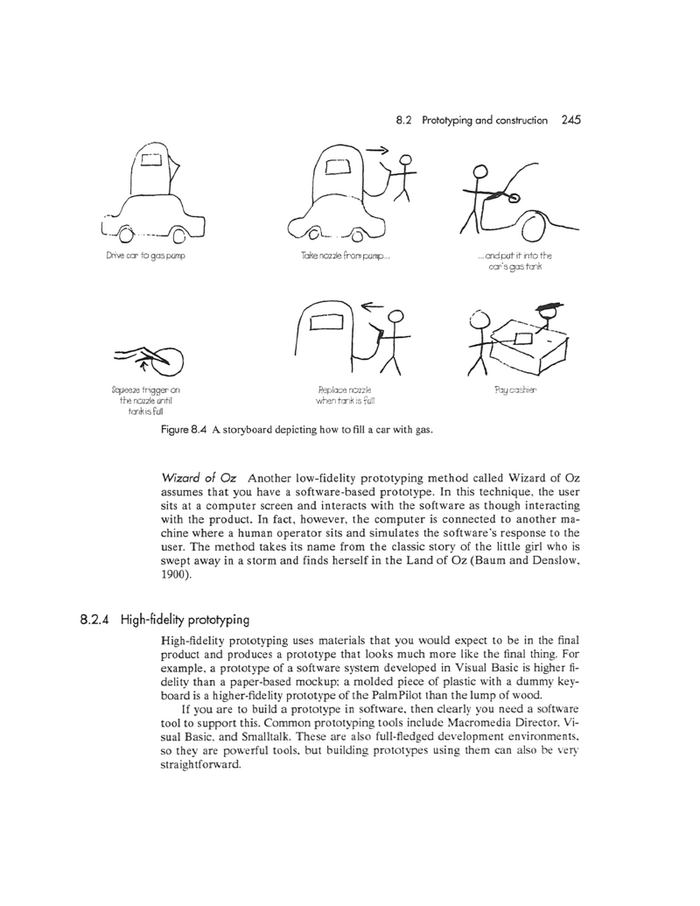 8.2 Prototyping and construction 245
Drive car to gas pump
Take nozzle from pump...
...and put it into the
car's gas tank
Squeeze trigger on
the nozzle until
tank is full
Replace nozzle
when tank is full
Pay cashier
Figure 8.4 A storyboard depicting how to fill a car with gas.
Wizard of Oz Another low-fidelity prototyping method called Wizard of Oz
assumes that you have a software-based prototype. In this technique, the user
sits at a computer screen and interacts with the software as though interacting
with the product. In fact, however, the computer is connected to another ma-
chine where a human operator sits and simulates the software's response to the
user. The method takes its name from the classic story of the little girl who is
swept away in a storm and finds herself in the Land of Oz (Baum and Denslow,
1900).
8.2.4 High-fidelity prototyping
High-fidelity prototyping uses materials that you would expect to be in the final
product and produces a prototype that looks much more like the final thing. For
example, a prototype of a software system developed in Visual Basic is higher fi-
delity than a paper-based mockup; a molded piece of plastic with a dummy key-
board is a higher-fidelity prototype of the PalmPilot than the lump of wood.
If you are to build a prototype in software, then clearly you need a software
tool to support this. Common prototyping tools include Macromedia Director, Vi-
sual Basic, and Smalltalk. These are also full-fledged development environments,
so they are powerful tools, but building prototypes using them can also be very
straightforward.